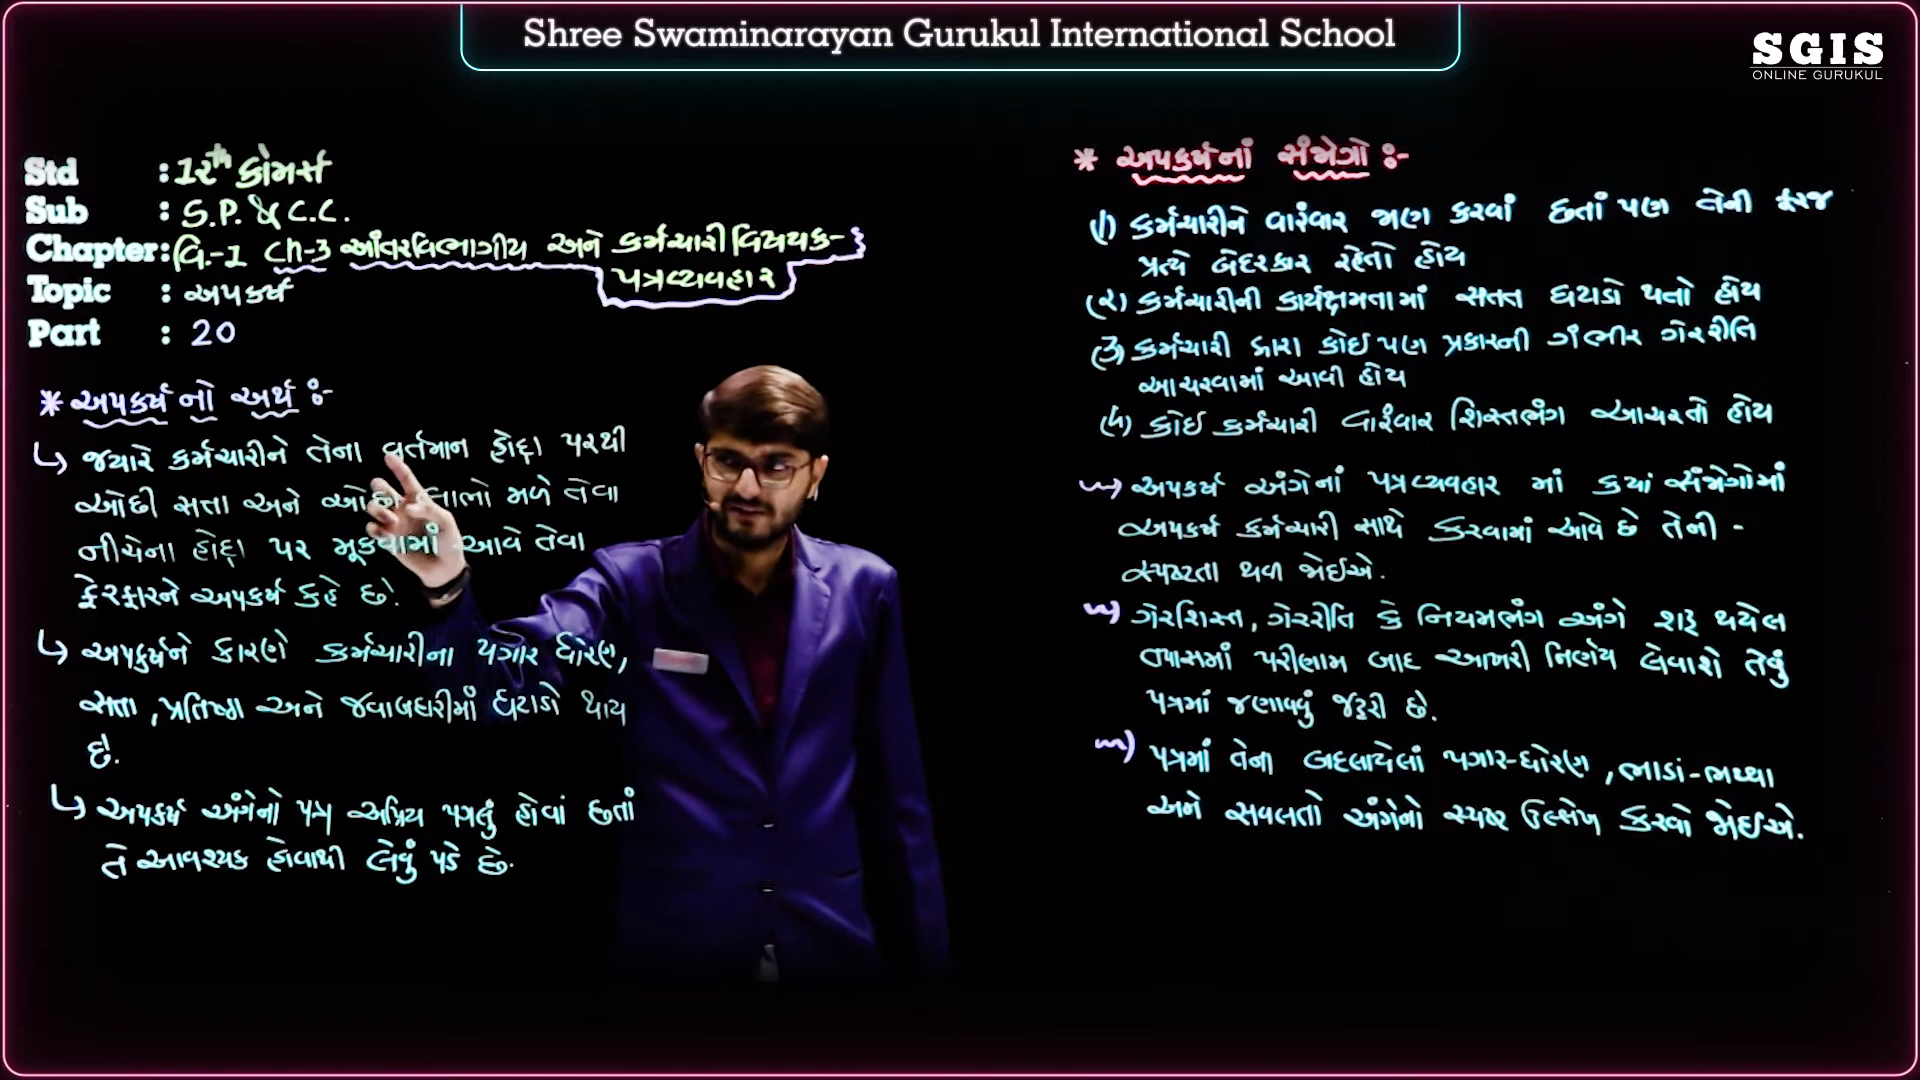 Shree Swaminarayan Gurukul International School
SGIS
ONLINE GURUKUL
Std : 12th કોમર્સ
Sub : S.P. & C.C.
Chapter: વિ.-1 Ch-3 આંતરવિભાગીય અને કર્મચારી વિષયક-
પત્રવ્યવહાર
Topic : અપકર્ષ
Part : 20
* અપકર્ષ નો અર્થ :-
↳ જ્યારે કર્મચારીને તેના વર્તમાન હોદ્દા પરથી
ઓછી સત્તા અને ઓછા લાભો મળે તેવા
નીચેના હોદ્દા પર મૂકવામાં આવે તેવા
ફેરફારને અપકર્ષ કહે છે.
↳ અપકર્ષને કારણે કર્મચારીના પગાર ધોરણ,
સત્તા, પ્રતિષ્ઠા અને જવાબદારીમાં ઘટાડો થાય
છે.
↳ અપકર્ષ અંગેનો પત્ર અપ્રિય પગલું હોવાં છતાં
તે આવશ્યક હોવાથી લેવું પડે છે.
* અપકર્ષનાં સંજોગો :-
(1) કર્મચારીને વારંવાર જાણ કરવાં છતાં પણ તેની ફરજ
પ્રત્યે બેદરકાર રહેતો હોય
(૨) કર્મચારીની કાર્યક્ષમતામાં સતત ઘટાડો થતો હોય
(૩) કર્મચારી દ્વારા કોઈ પણ પ્રકારની ગંભીર ગેરરીતિ
આચરવામાં આવી હોય
(૪) કોઈ કર્મચારી વારંવાર શિસ્તભંગ આચરતો હોય
અપકર્ષ અંગેનાં પત્રવ્યવહાર માં કયાં સંજોગોમાં
અપકર્ષ કર્મચારી સાથે કરવામાં આવે છે તેની -
સ્પષ્ટતા થવી જોઈએ.
ગેરશિસ્ત, ગેરરીતિ કે નિયમભંગ અંગે શરૂ થયેલ
તપાસમાં પરીણામ બાદ આખરી નિર્ણય લેવાશે તેવું
પત્રમાં જણાવવું જરૂરી છે.
પત્રમાં તેના બદલાયેલાં પગાર-ધોરણ, ભાડાં-ભથ્થા
અને સવલતો અંગેનો સ્પષ્ટ ઉલ્લેખ કરવો જોઈએ.